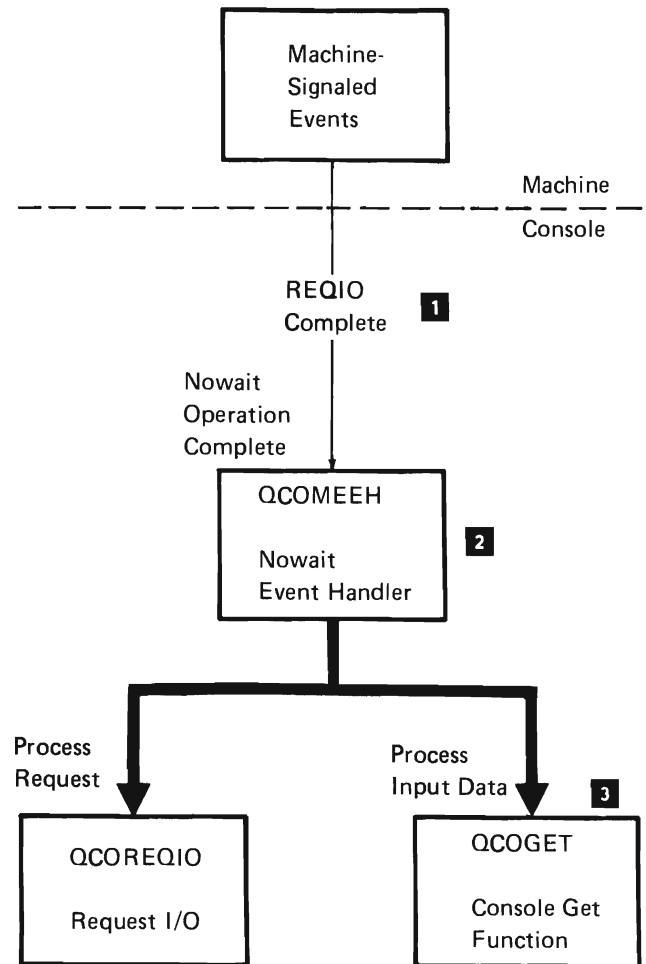 Machine-
Signaled
Events
Machine
Console
REQIO
Complete
1
Nowait
Operation
Complete
QCOMEEH
2
Nowait
Event Handler
Process
Request
Process
Input Data
3
QCOREQIO
Request I/O
QCOGET
Console Get
Function